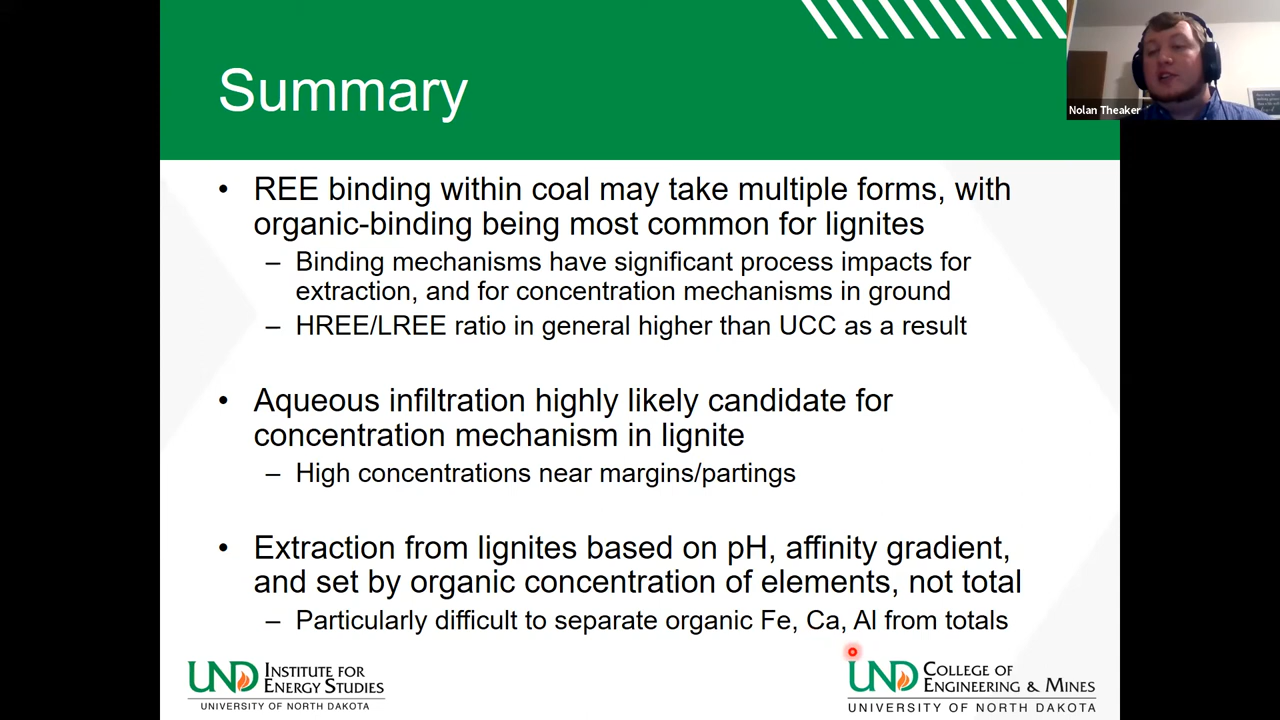 Summary
Nolan Theaker
• REE binding within coal may take multiple forms, with
organic-binding being most common for lignites
– Binding mechanisms have significant process impacts for
extraction, and for concentration mechanisms in ground
– HREE/LREE ratio in general higher than UCC as a result
• Aqueous infiltration highly likely candidate for
concentration mechanism in lignite
– High concentrations near margins/partings
• Extraction from lignites based on pH, affinity gradient,
and set by organic concentration of elements, not total
– Particularly difficult to separate organic Fe, Ca, Al from totals
UND INSTITUTE FOR
ENERGY STUDIES
UNIVERSITY OF NORTH DAKOTA
UND COLLEGE OF
ENGINEERING & MINES
UNIVERSITY OF NORTH DAKOTA